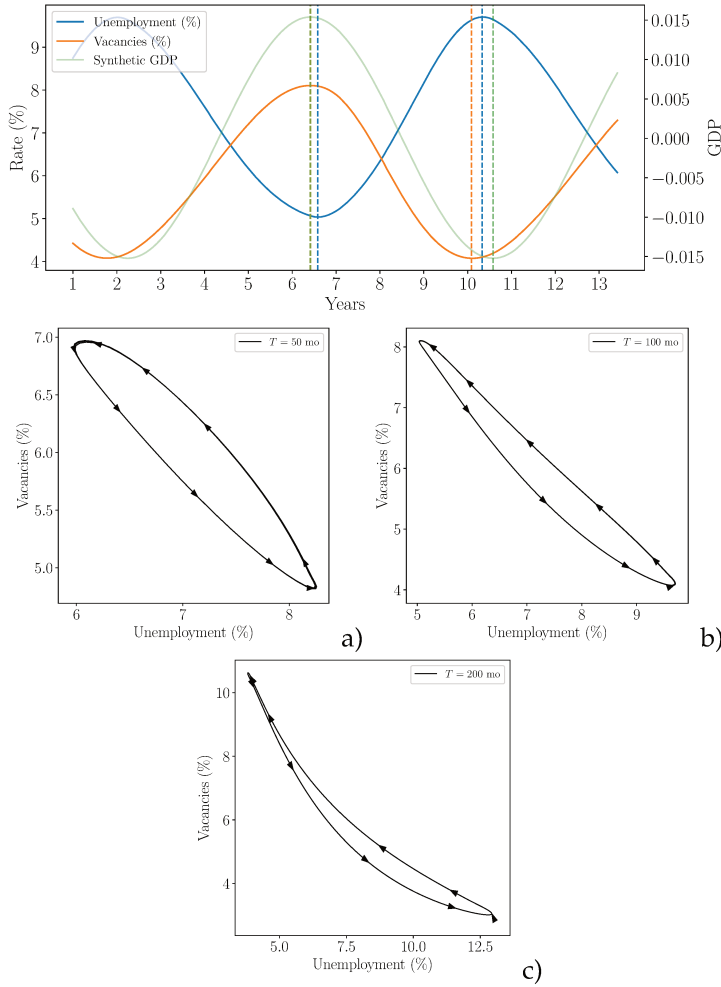 Unemployment (%)
Vacancies (%)
Synthetic GDP
Rate (%)
9
8
7
6
5
4
0.015
0.010
0.005
0.000
−0.005
−0.010
−0.015
GDP
1 2 3 4 5 6 7 8 9 10 11 12 13
Years
T = 50 mo
Vacancies (%)
7.0
6.5
6.0
5.5
5.0
6 7 8
Unemployment (%)
a)
T = 100 mo
Vacancies (%)
8
7
6
5
4
5 6 7 8 9
Unemployment (%)
b)
T = 200 mo
Vacancies (%)
10
8
6
4
5.0 7.5 10.0 12.5
Unemployment (%)
c)